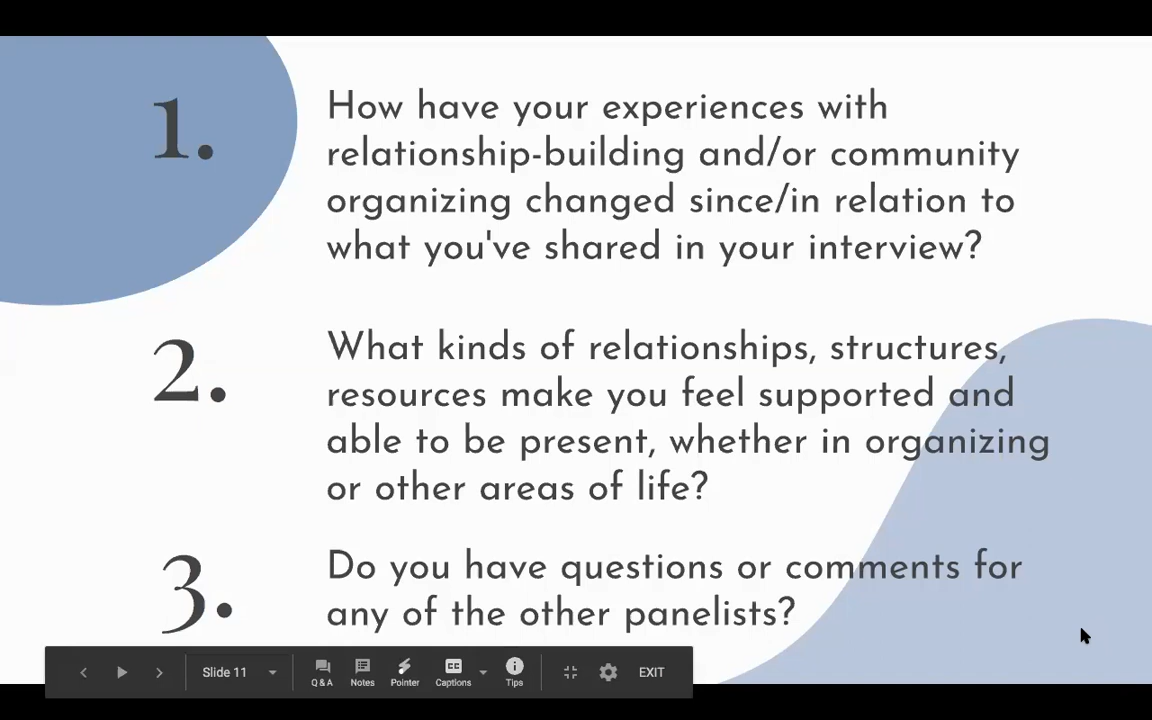 1.
How have your experiences with
relationship-building and/or community
organizing changed since/in relation to
what you've shared in your interview?
2.
What kinds of relationships, structures,
resources make you feel supported and
able to be present, whether in organizing
or other areas of life?
3.
Do you have questions or comments for
any of the other panelists?
Slide 11
Q & A
Notes
Pointer
CC
Captions
Tips
EXIT